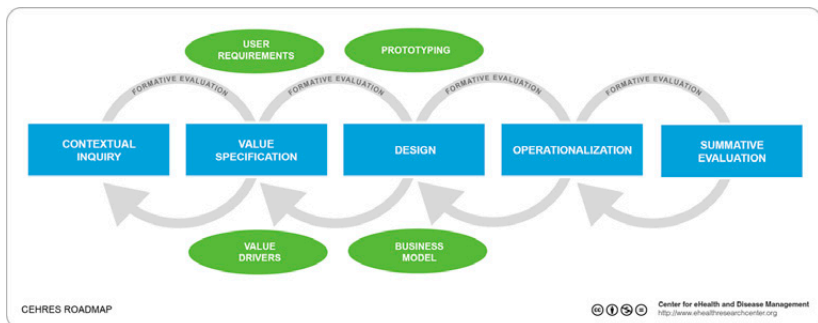 USER
REQUIREMENTS
PROTOTYPING
FORMATIVE EVALUATION
FORMATIVE EVALUATION
FORMATIVE EVALUATION
FORMATIVE EVALUATION
CONTEXTUAL
INQUIRY
VALUE
SPECIFICATION
DESIGN
OPERATIONALIZATION
SUMMATIVE
EVALUATION
VALUE
DRIVERS
BUSINESS
MODEL
CEHRES ROADMAP
Center for eHealth and Disease Management
http://www.ehealthresearchcenter.org